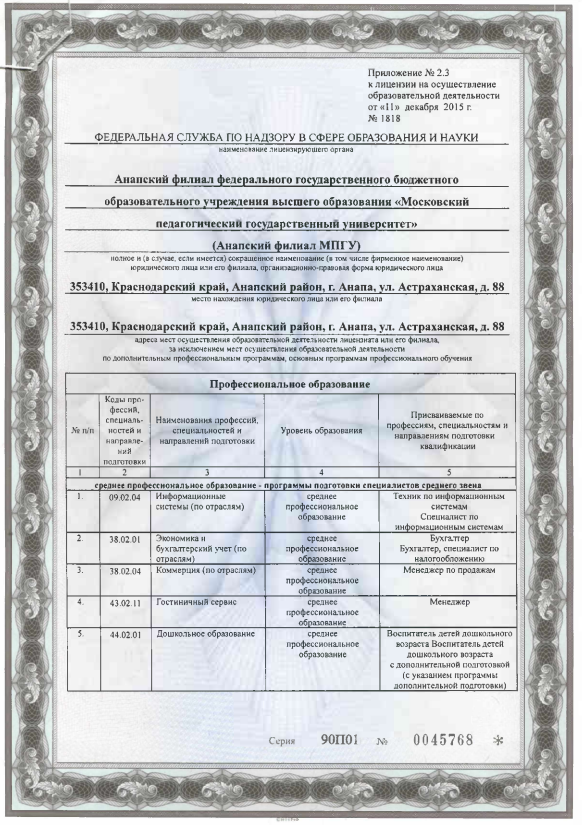 Приложение № 2.3
к лицензии на осуществление
образовательной деятельности
от «11» декабря 2015 г.
№ 1818
ФЕДЕРАЛЬНАЯ СЛУЖБА ПО НАДЗОРУ В СФЕРЕ ОБРАЗОВАНИЯ И НАУКИ
наименование лицензирующего органа
Анапский филиал федерального государственного бюджетного
образовательного учреждения высшего образования «Московский
педагогический государственный университет»
(Анапский филиал МПГУ)
полное и (в случае, если имеется) сокращенное наименование (в том числе фирменное наименование)
юридического лица или его филиала, организационно-правовая форма юридического лица
353410, Краснодарский край, Анапский район, г. Анапа, ул. Астраханская, д. 88
место нахождения юридического лица или его филиала
353410, Краснодарский край, Анапский район, г. Анапа, ул. Астраханская, д. 88
адреса мест осуществления образовательной деятельности лицензиата или его филиала,
за исключением мест осуществления образовательной деятельности
по дополнительным профессиональным программам, основным программам профессионального обучения
Профессиональное образование
№ п/п
Коды про-
фессий,
специаль-
ностей и
направле-
ний
подготовки
Наименования профессий,
специальностей и
направлений подготовки
Уровень образования
Присваиваемые по
профессиям, специальностям и
направлениям подготовки
квалификации
1 2 3 4 5
среднее профессиональное образование - программы подготовки специалистов среднего звена
1. 09.02.04
Информационные
системы (по отраслям)
среднее
профессиональное
образование
Техник по информационным
системам
Специалист по
информационным системам
2. 38.02.01
Экономика и
бухгалтерский учет (по
отраслям)
среднее
профессиональное
образование
Бухгалтер
Бухгалтер, специалист по
налогообложению
3. 38.02.04
Коммерция (по отраслям)
среднее
профессиональное
образование
Менеджер по продажам
4. 43.02.11
Гостиничный сервис
среднее
профессиональное
образование
Менеджер
5. 44.02.01
Дошкольное образование
среднее
профессиональное
образование
Воспитатель детей дошкольного
возраста Воспитатель детей
дошкольного возраста
с дополнительной подготовкой
(с указанием программы
дополнительной подготовки)
Серия 90П01 № 0045768 *